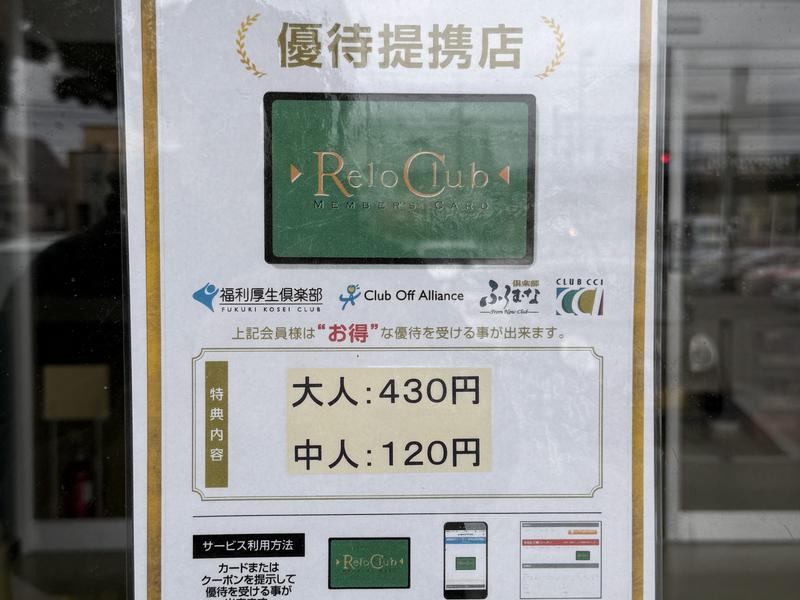 優待提携店
Relo Club
MEMBER'S CARD
福利厚生倶楽部
FUKURI KOSEI CLUB
Club Off Alliance
倶楽部
ふろむな
From Now Club
CLUB CCI
上記会員様は“お得”な優待を受ける事が出来ます。
特典内容
大人:430円
中人:120円
サービス利用方法
カードまたは
クーポンを提示して
優待を受ける事が
Relo Club